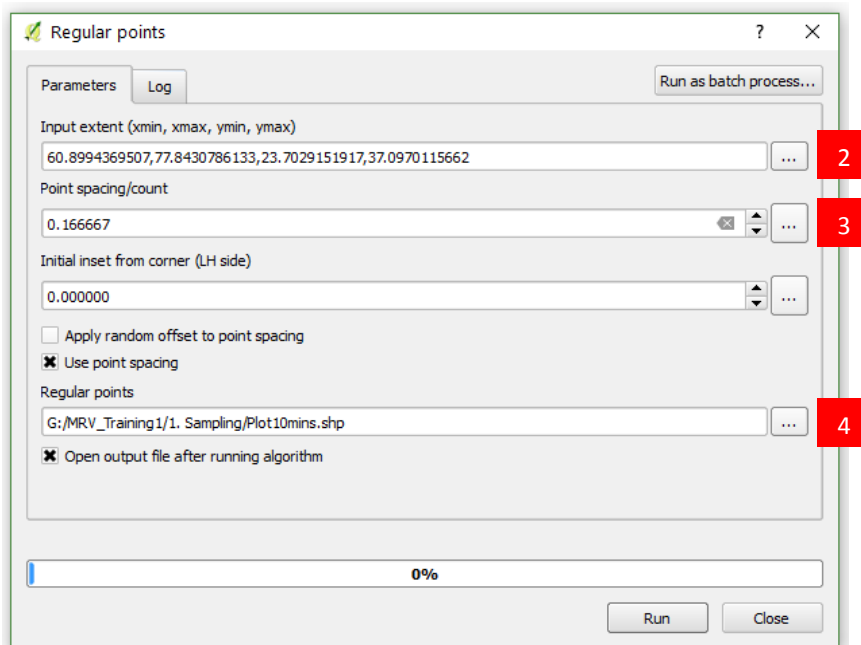 Regular points ?
Parameters Log Run as batch process...
Input extent (xmin, xmax, ymin, ymax)
60.8994369507,77.8430786133,23.7029151917,37.0970115662 ... 2
Point spacing/count
0.166667 ... 3
Initial inset from corner (LH side)
0.000000 ...
Apply random offset to point spacing
Use point spacing
Regular points
G:/MRV_Training1/1. Sampling/Plot10mins.shp ... 4
Open output file after running algorithm
0%
Run Close